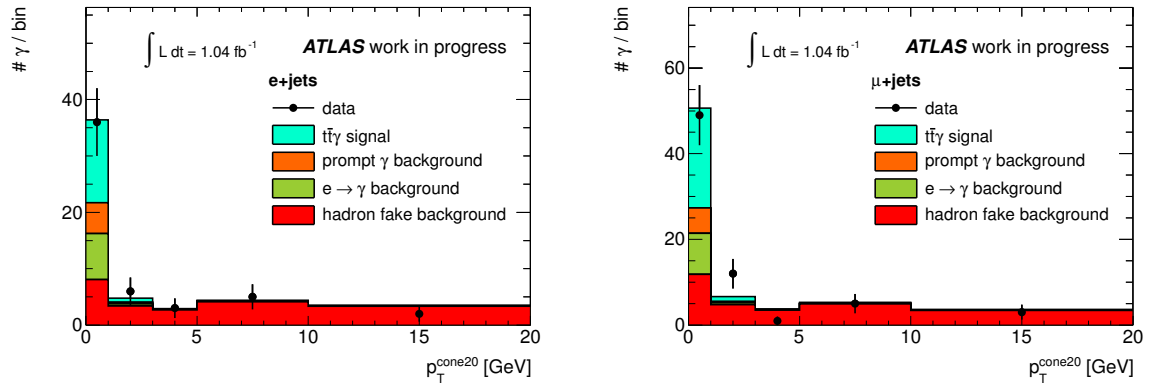 # γ / bin
∫ L dt = 1.04 fb⁻¹
ATLAS work in progress
e+jets
data
tt̄γ signal
prompt γ background
e → γ background
hadron fake background
40
20
0
0 5 10 15 20
p_T^cone20 [GeV]
# γ / bin
∫ L dt = 1.04 fb⁻¹
ATLAS work in progress
μ+jets
data
tt̄γ signal
prompt γ background
e → γ background
hadron fake background
60
40
20
0
0 5 10 15 20
p_T^cone20 [GeV]